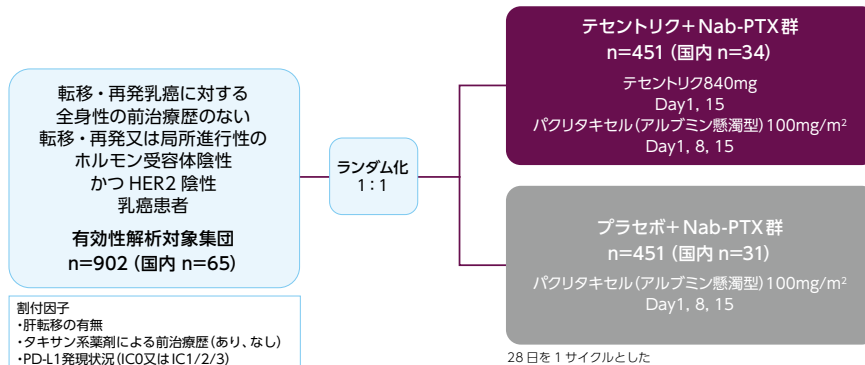 転移・再発乳癌に対する
全身性の前治療歴のない
転移・再発又は局所進行性の
ホルモン受容体陰性
かつ HER2 陰性
乳癌患者
有効性解析対象集団
n=902 (国内 n=65)
割付因子
・肝転移の有無
・タキサン系薬剤による前治療歴(あり、なし)
・PD-L1発現状況(IC0又はIC1/2/3)
ランダム化
1:1
テセントリク+Nab-PTX群
n=451 (国内 n=34)
テセントリク840mg
Day1, 15
パクリタキセル(アルブミン懸濁型)100mg/m²
Day1, 8, 15
プラセボ+Nab-PTX群
n=451 (国内 n=31)
パクリタキセル(アルブミン懸濁型)100mg/m²
Day1, 8, 15
28日を1サイクルとした